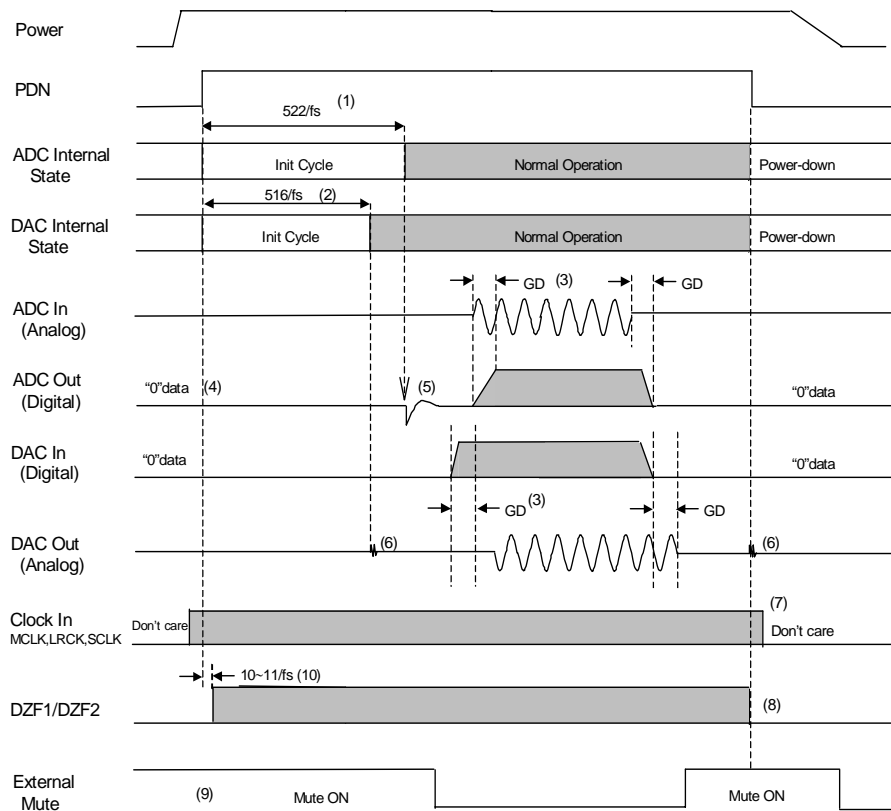 Power
PDN
522/fs (1)
ADC Internal
State
Init Cycle
Normal Operation
Power-down
516/fs (2)
DAC Internal
State
Init Cycle
Normal Operation
Power-down
GD (3)
GD
ADC In
(Analog)
ADC Out
(Digital)
“0”data (4)
(5)
“0”data
DAC In
(Digital)
“0”data
“0”data
GD (3)
GD
DAC Out
(Analog)
(6)
(6)
Clock In
MCLK,LRCK,SCLK
Don’t care
(7)
Don’t care
10~11/fs (10)
DZF1/DZF2
(8)
External
Mute
(9)
Mute ON
Mute ON